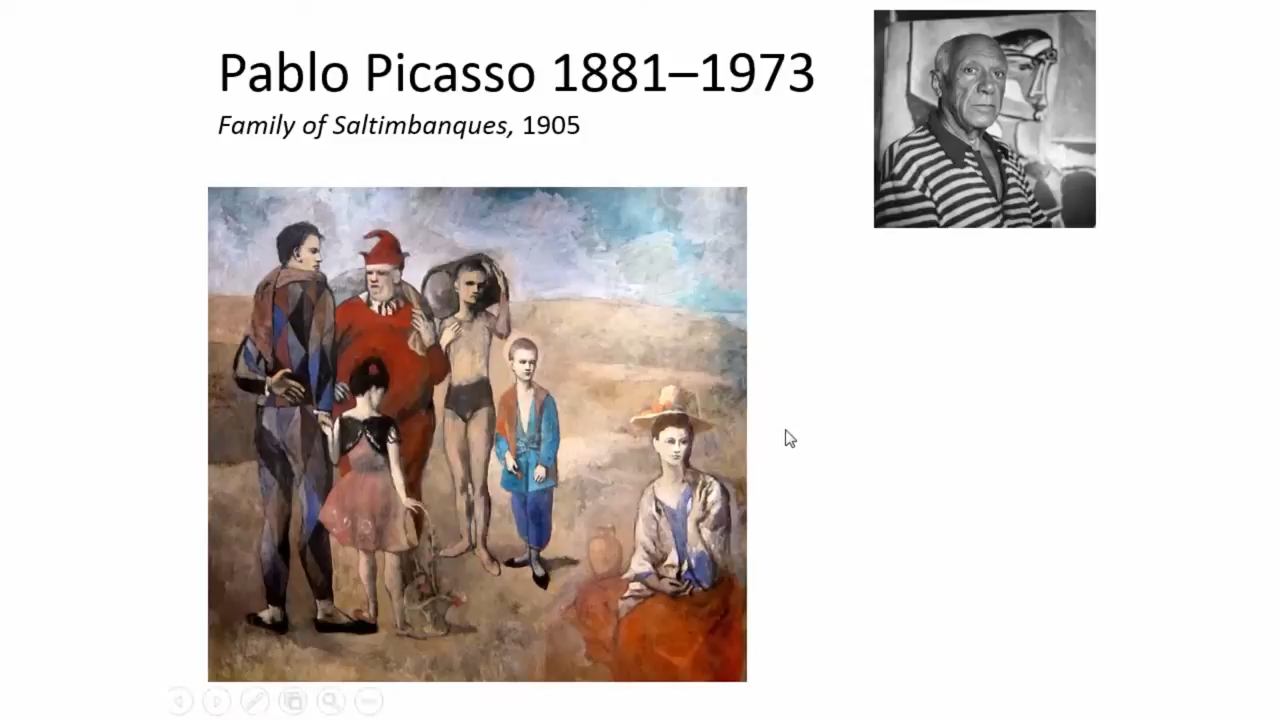 Pablo Picasso 1881–1973
Family of Saltimbanques, 1905